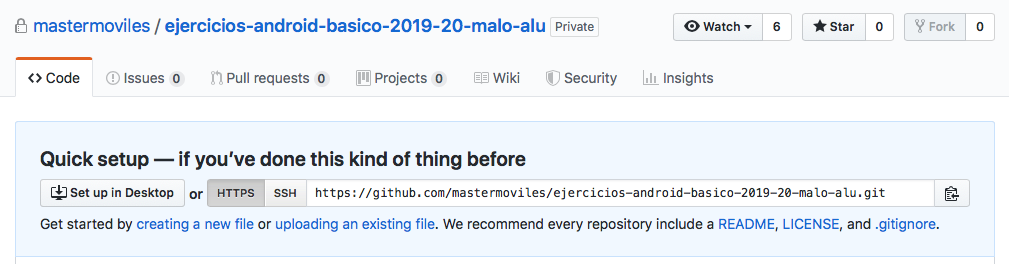 mastermoviles / ejercicios-android-basico-2019-20-malo-alu Private Watch 6 Star 0 Fork 0
Code Issues 0 Pull requests 0 Projects 0 Wiki Security Insights
Quick setup — if you've done this kind of thing before
Set up in Desktop or HTTPS SSH https://github.com/mastermoviles/ejercicios-android-basico-2019-20-malo-alu.git
Get started by creating a new file or uploading an existing file. We recommend every repository include a README, LICENSE, and .gitignore.